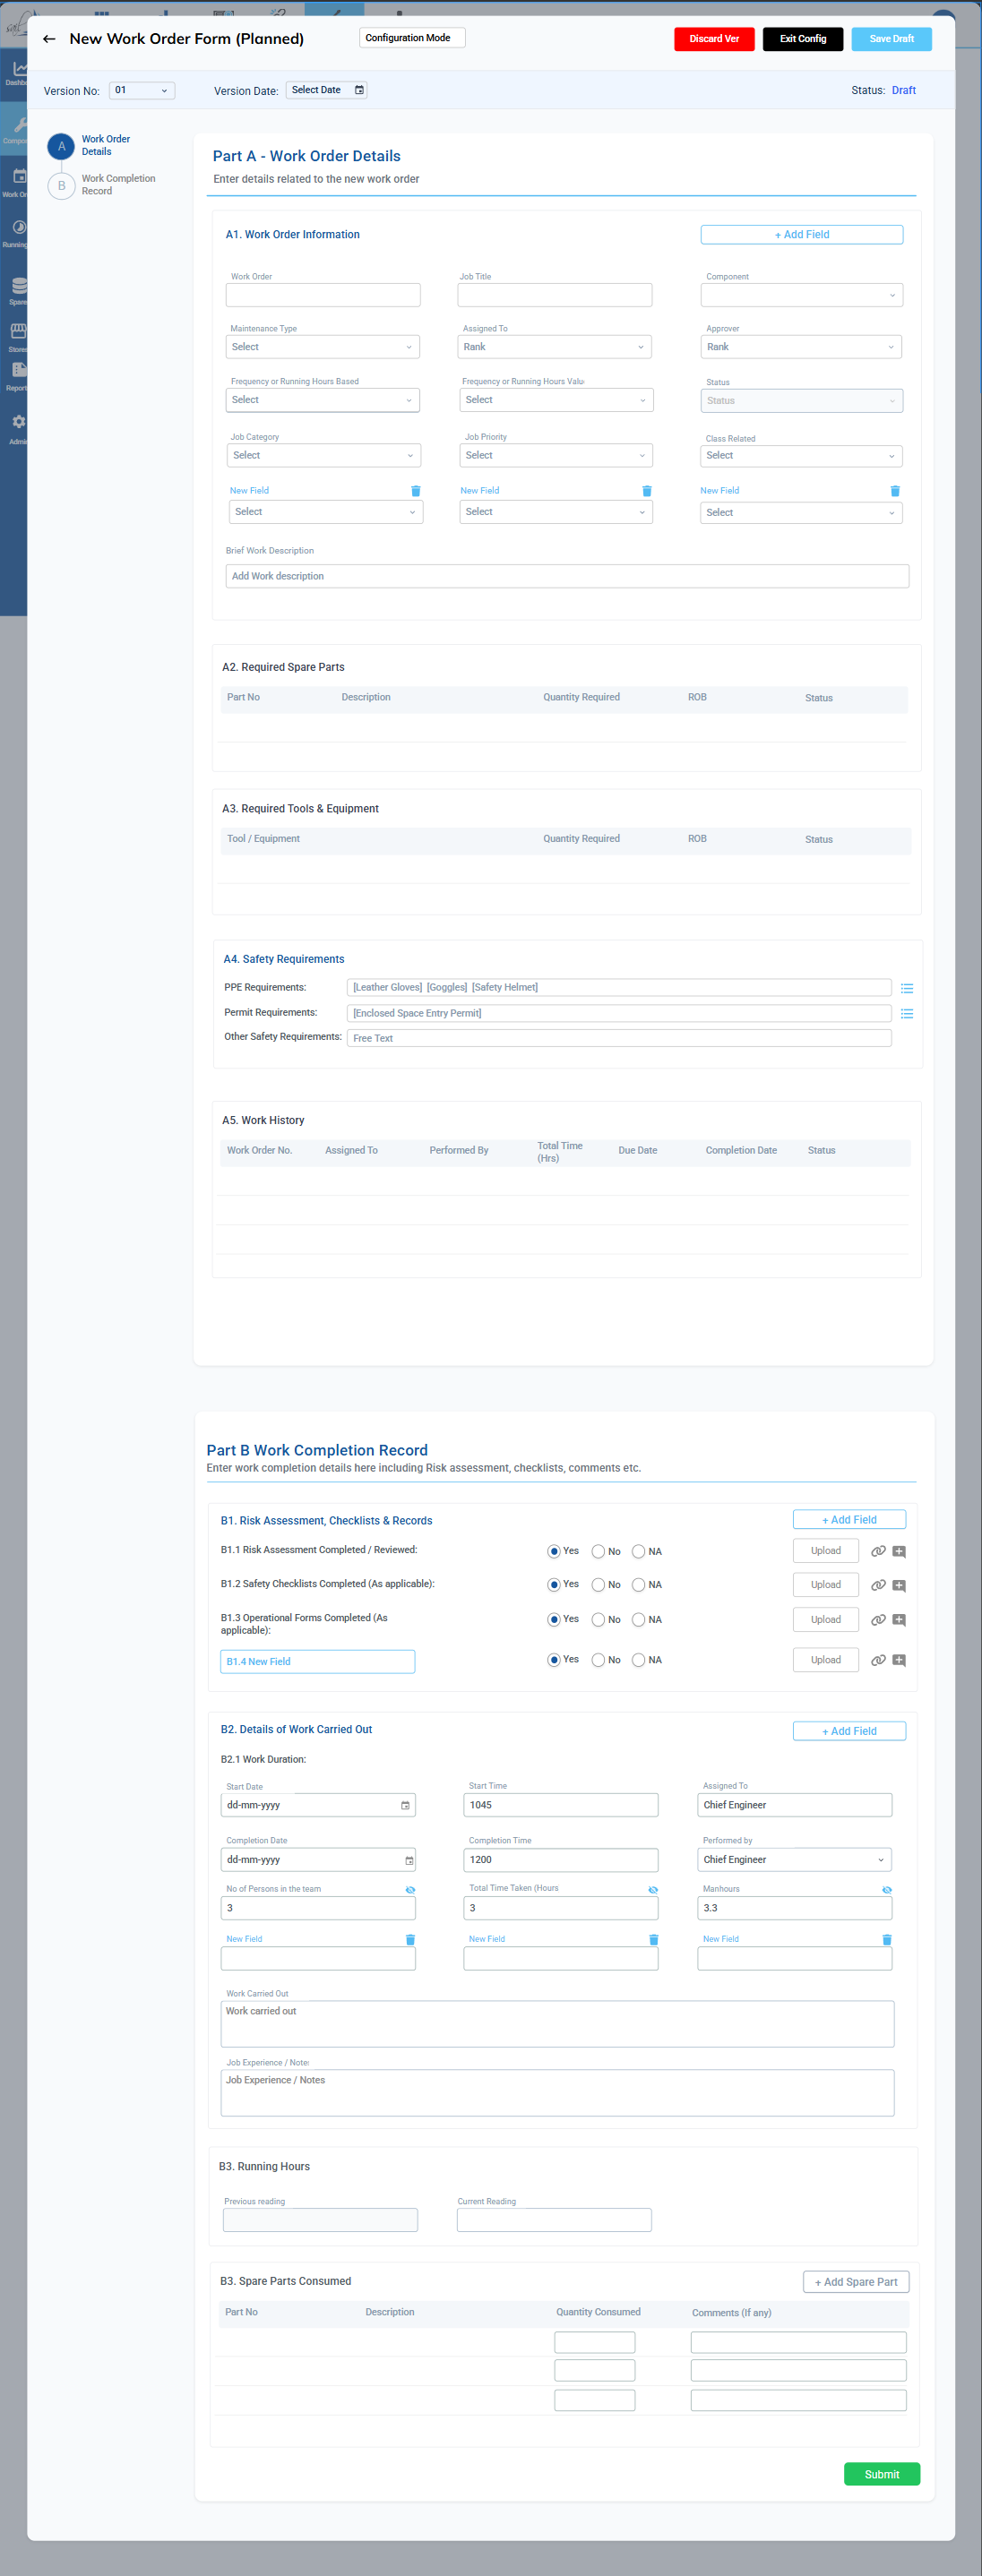 New Work Order Form (Planned)
Configuration Mode
Discard Ver
Exit Config
Save Draft
Version No:
01
Version Date:
Select Date
Status: Draft
A
Work Order
Details
B
Work Completion
Record
Part A - Work Order Details
Enter details related to the new work order
A1. Work Order Information
+ Add Field
Work Order
Job Title
Component
Maintenance Type
Assigned To
Approver
Select
Rank
Rank
Frequency or Running Hours Based
Frequency or Running Hours Valu
Status
Select
Select
Status
Job Category
Job Priority
Class Related
Select
Select
Select
New Field
New Field
New Field
Select
Select
Select
Brief Work Description
Add Work description
A2. Required Spare Parts
Part No
Description
Quantity Required
ROB
Status
A3. Required Tools & Equipment
Tool / Equipment
Quantity Required
ROB
Status
A4. Safety Requirements
PPE Requirements:
[Leather Gloves] [Goggles] [Safety Helmet]
Permit Requirements:
[Enclosed Space Entry Permit]
Other Safety Requirements:
Free Text
A5. Work History
Work Order No.
Assigned To
Performed By
Total Time
(Hrs)
Due Date
Completion Date
Status
Part B Work Completion Record
Enter work completion details here including Risk assessment, checklists, comments etc.
B1. Risk Assessment, Checklists & Records
+ Add Field
B1.1 Risk Assessment Completed / Reviewed:
Yes
No
NA
Upload
B1.2 Safety Checklists Completed (As applicable):
Yes
No
NA
Upload
B1.3 Operational Forms Completed (As
applicable):
Yes
No
NA
Upload
B1.4 New Field
Yes
No
NA
Upload
B2. Details of Work Carried Out
+ Add Field
B2.1 Work Duration:
Start Date
Start Time
Assigned To
dd-mm-yyyy
1045
Chief Engineer
Completion Date
Completion Time
Performed by
dd-mm-yyyy
1200
Chief Engineer
No of Persons in the team
Total Time Taken (Hours
Manhours
3
3
3.3
New Field
New Field
New Field
Work Carried Out
Work carried out
Job Experience / Notes
Job Experience / Notes
B3. Running Hours
Previous reading
Current Reading
B3. Spare Parts Consumed
+ Add Spare Part
Part No
Description
Quantity Consumed
Comments (If any)
Submit
Dashb
Compo
Work Or
Running
Spare
Stores
Report
Admi